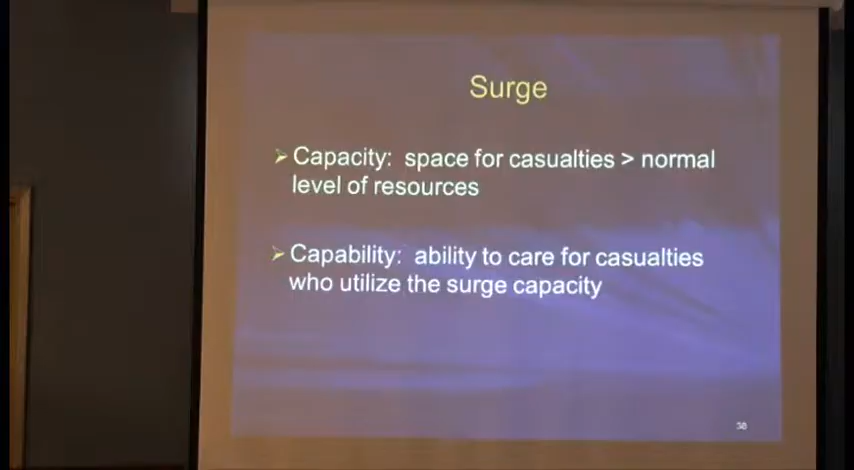 Surge
Capacity: space for casualties > normal
level of resources
Capability: ability to care for casualties
who utilize the surge capacity